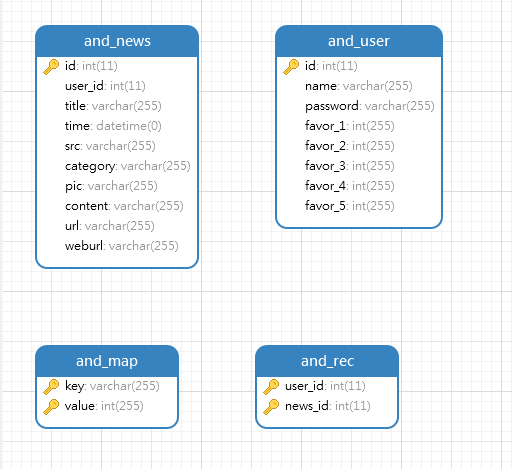 and_news
id: int(11)
user_id: int(11)
title: varchar(255)
time: datetime(0)
src: varchar(255)
category: varchar(255)
pic: varchar(255)
content: varchar(255)
url: varchar(255)
weburl: varchar(255)
and_user
id: int(11)
name: varchar(255)
password: varchar(255)
favor_1: int(255)
favor_2: int(255)
favor_3: int(255)
favor_4: int(255)
favor_5: int(255)
and_map
key: varchar(255)
value: int(255)
and_rec
user_id: int(11)
news_id: int(11)